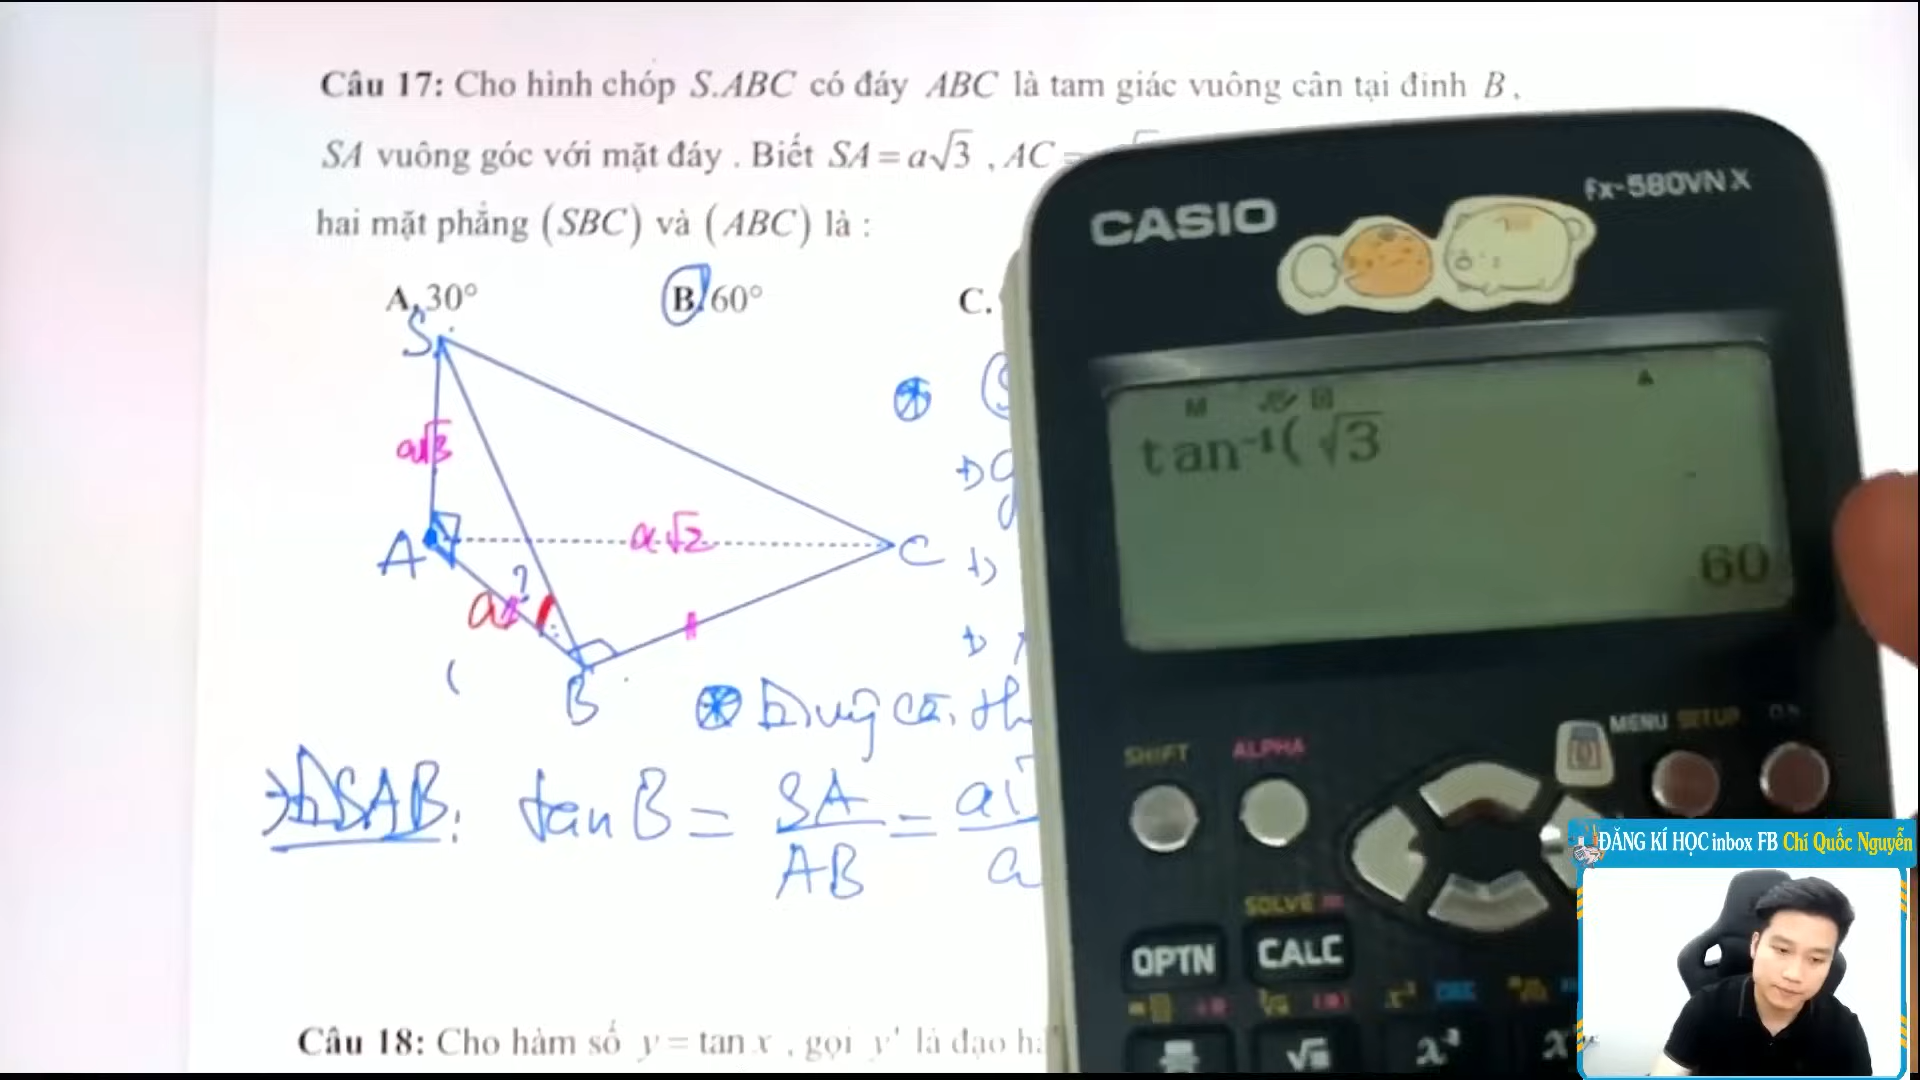 Câu 17: Cho hình chóp S.ABC có đáy ABC là tam giác vuông cân tại đỉnh B,
SA vuông góc với mặt đáy. Biết SA = a√3, AC =
hai mặt phẳng (SBC) và (ABC) là :
A. 30°
B. 60°
C.
S
a√3
A
a√2
C
?
a
B
Dùng
SAB:
tan B = SA/AB = a
a
Câu 18: Cho hàm số y = tan x, gọi y' là đạo
CASIO
fx-580VN X
M
tan⁻¹(√3
60
SHIFT
ALPHA
MENU SETUP
SOLVE =
OPTN
CALC
ĐĂNG KÍ HỌC inbox FB Chí Quốc Nguyễn